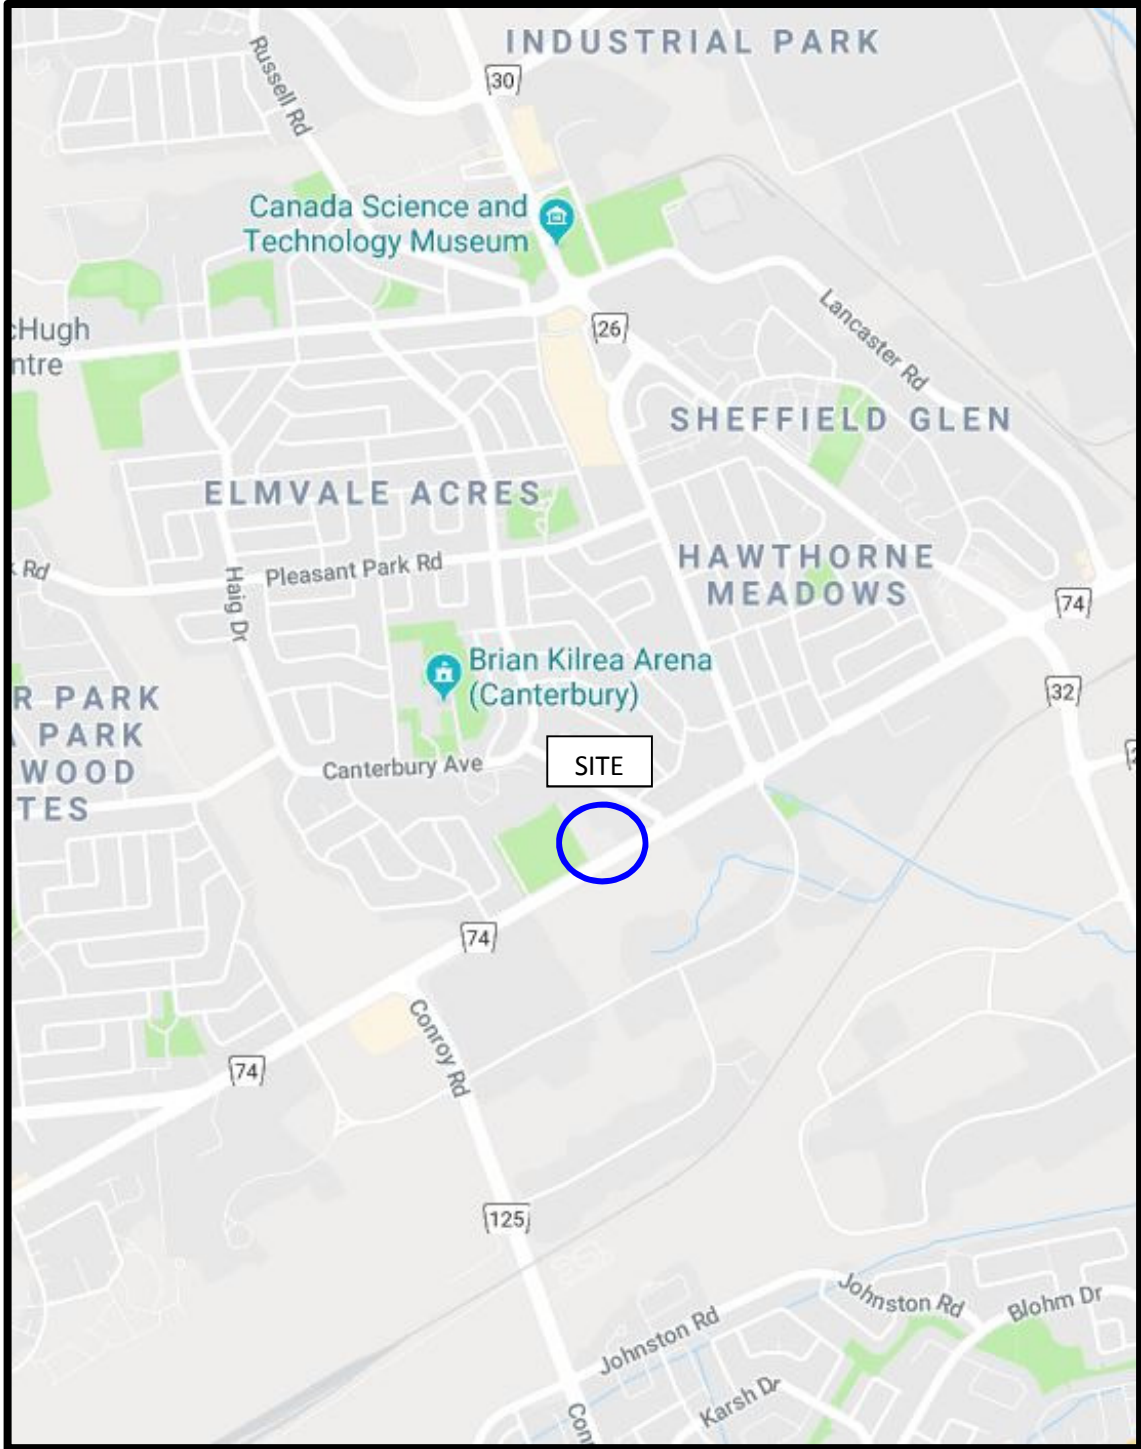 INDUSTRIAL PARK
Russell Rd
30
Canada Science and
Technology Museum
Lancaster Rd
26
cHugh
ntre
SHEFFIELD GLEN
ELMVALE ACRES
HAWTHORNE
MEADOWS
Rd
Pleasant Park Rd
Haig Dr
74
Brian Kilrea Arena
(Canterbury)
32
R PARK
PARK
WOOD
TES
Canterbury Ave
SITE
74
Conroy Rd
74
125
Johnston Rd
Blohm Dr
Johnston Rd
Karsh Dr
Con